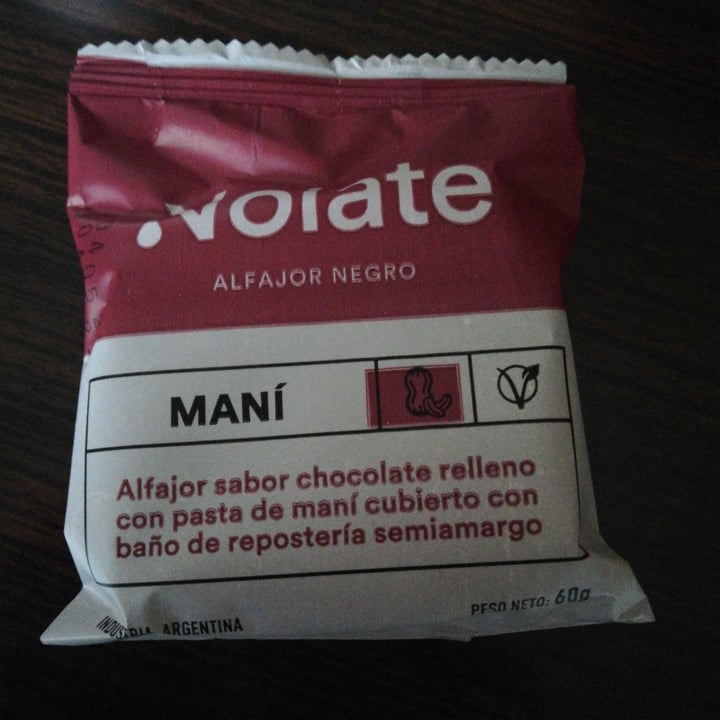 .Nolate
ALFAJOR NEGRO
MANÍ
Alfajor sabor chocolate relleno
con pasta de maní cubierto con
baño de repostería semiamargo
INDUSTRIA ARGENTINA
PESO NETO: 60g